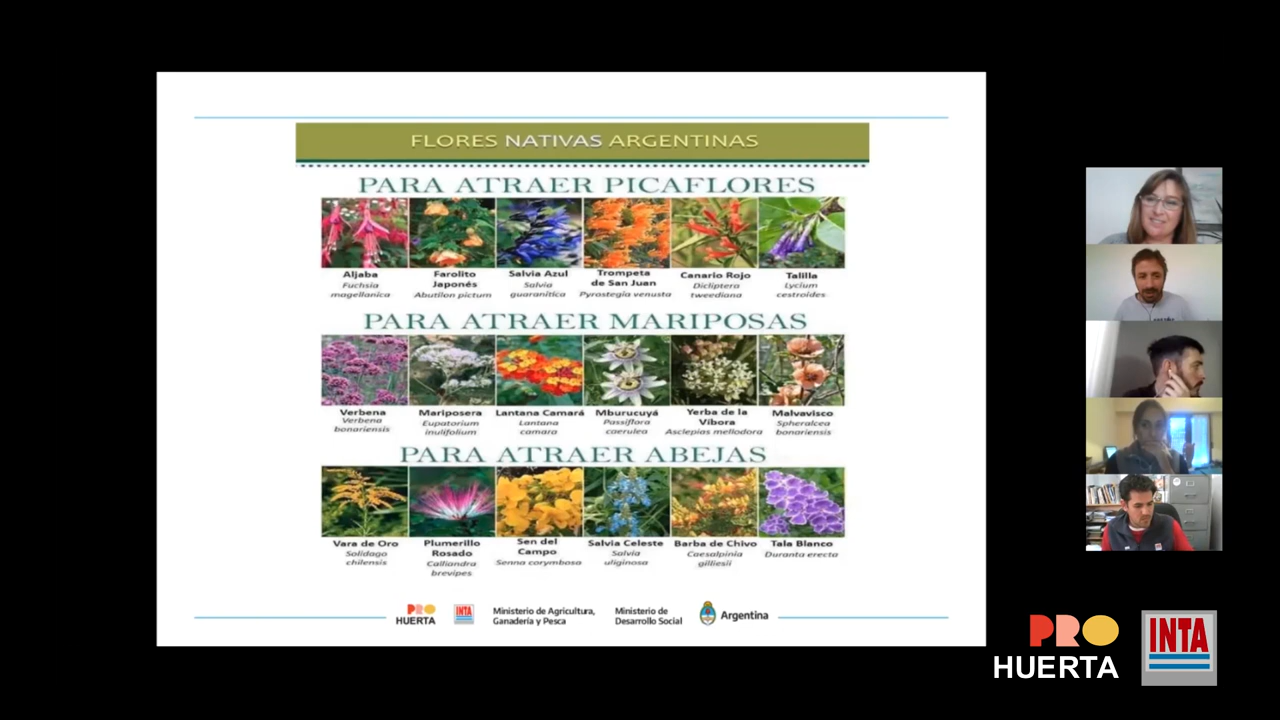 FLORES NATIVAS ARGENTINAS
PARA ATRAER PICAFLORES
Aljaba
Fuchsia
magellanica
Farolito
Japonés
Abutilon pictum
Salvia Azul
Salvia
guaranitica
Trompeta
de San Juan
Pyrostegia venusta
Canario Rojo
Dicliptera
tweediana
Talilla
Lycium
cestroides
PARA ATRAER MARIPOSAS
Verbena
Verbena
bonariensis
Mariposera
Eupatorium
inulifolium
Lantana Camará
Lantana
camara
Mburucuyá
Passiflora
caerulea
Yerba de la
Víbora
Asclepias mellodora
Malvavisco
Spheralcea
bonariensis
PARA ATRAER ABEJAS
Vara de Oro
Solidago
chilensis
Plumerillo
Rosado
Calliandra
brevipes
Sen del
Campo
Senna corymbosa
Salvia Celeste
Salvia
uliginosa
Barba de Chivo
Caesalpinia
gilliesii
Tala Blanco
Duranta erecta
PRO
HUERTA
INTA
Ministerio de Agricultura,
Ganadería y Pesca
Ministerio de
Desarrollo Social
Argentina
PRO
HUERTA
INTA